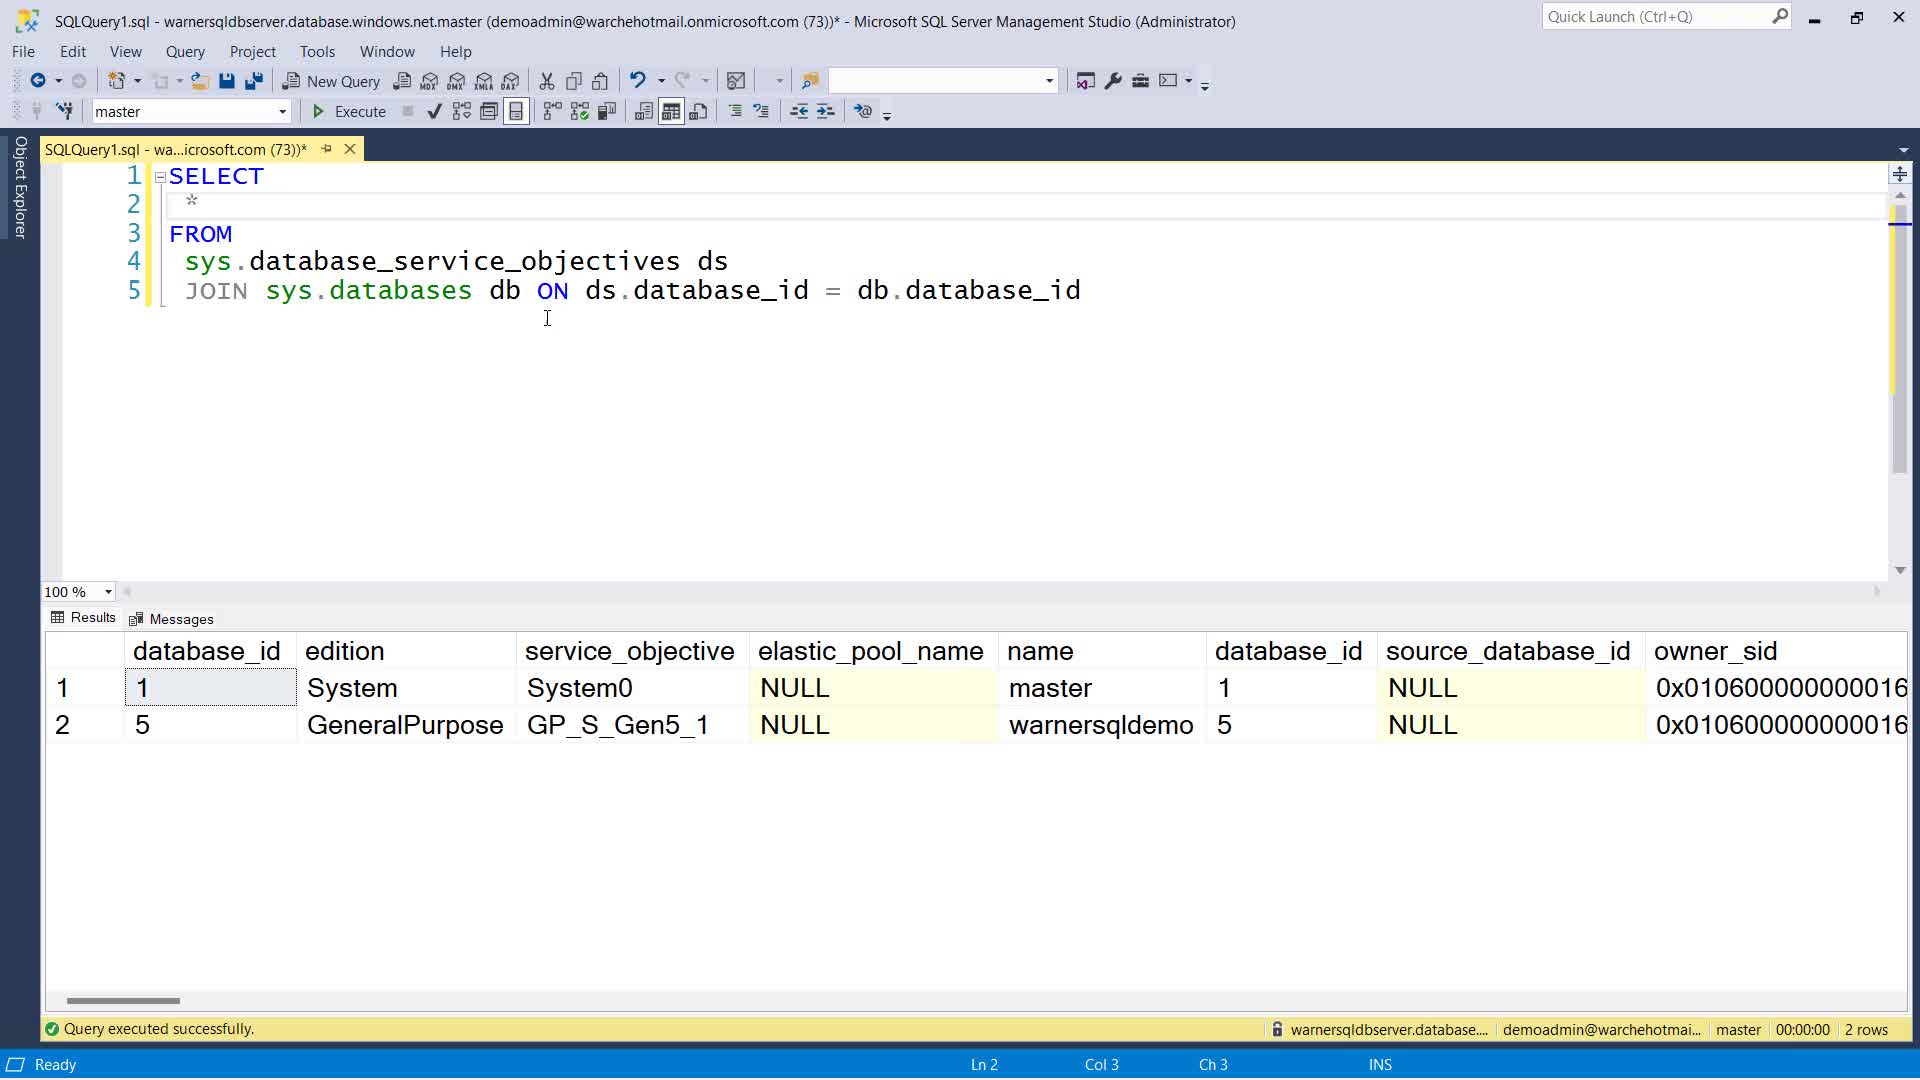 SQLQuery1.sql - warnersqldbserver.database.windows.net.master (demoadmin@warchehotmail.onmicrosoft.com (73))* - Microsoft SQL Server Management Studio (Administrator)
Quick Launch (Ctrl+Q)
File Edit View Query Project Tools Window Help
New Query MDX DMX XMLA DAX
master Execute
Object Explorer
SQLQuery1.sql - wa...icrosoft.com (73))*
1 SELECT
2 *
3 FROM
4 sys.database_service_objectives ds
5 JOIN sys.databases db ON ds.database_id = db.database_id
100 %
Results Messages
database_id edition service_objective elastic_pool_name name database_id source_database_id owner_sid
1 1 System System0 NULL master 1 NULL 0x010600000000016
2 5 GeneralPurpose GP_S_Gen5_1 NULL warnersqldemo 5 NULL 0x010600000000016
Query executed successfully. warnersqldbserver.database.... demoadmin@warchehotmai... master 00:00:00 2 rows
Ready Ln 2 Col 3 Ch 3 INS